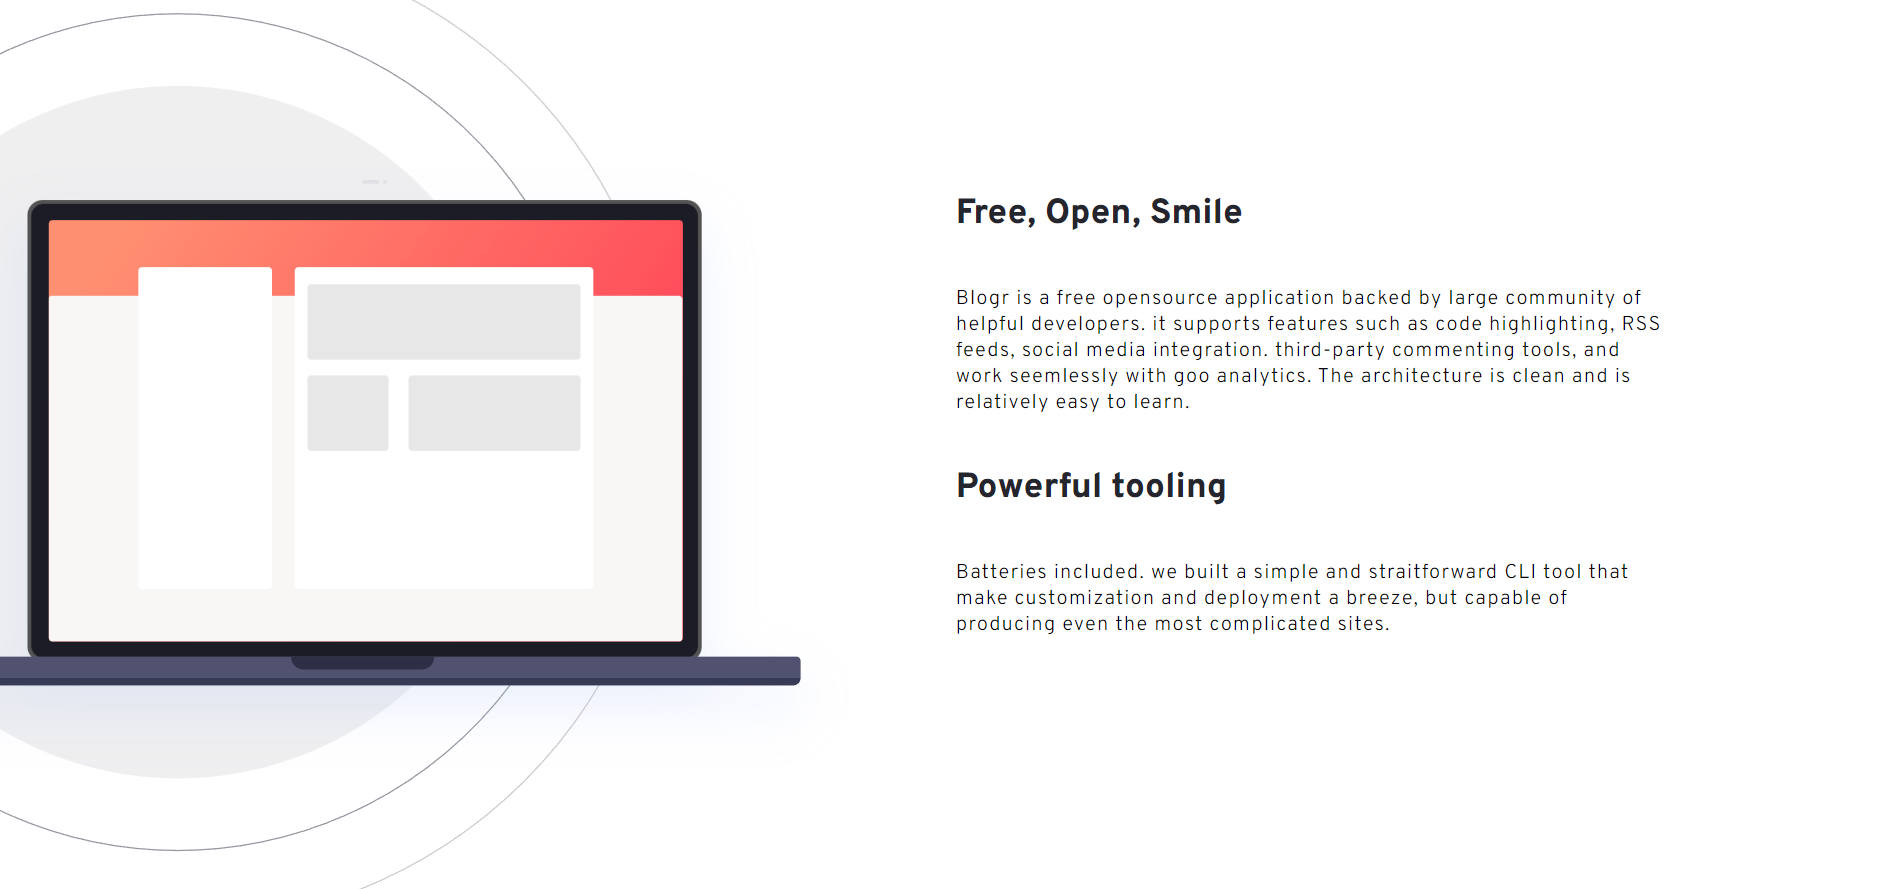 Free, Open, Smile
Blogr is a free opensource application backed by large community of
helpful developers. it supports features such as code highlighting, RSS
feeds, social media integration. third-party commenting tools, and
work seemlessly with goo analytics. The architecture is clean and is
relatively easy to learn.
Powerful tooling
Batteries included. we built a simple and straitforward CLI tool that
make customization and deployment a breeze, but capable of
producing even the most complicated sites.